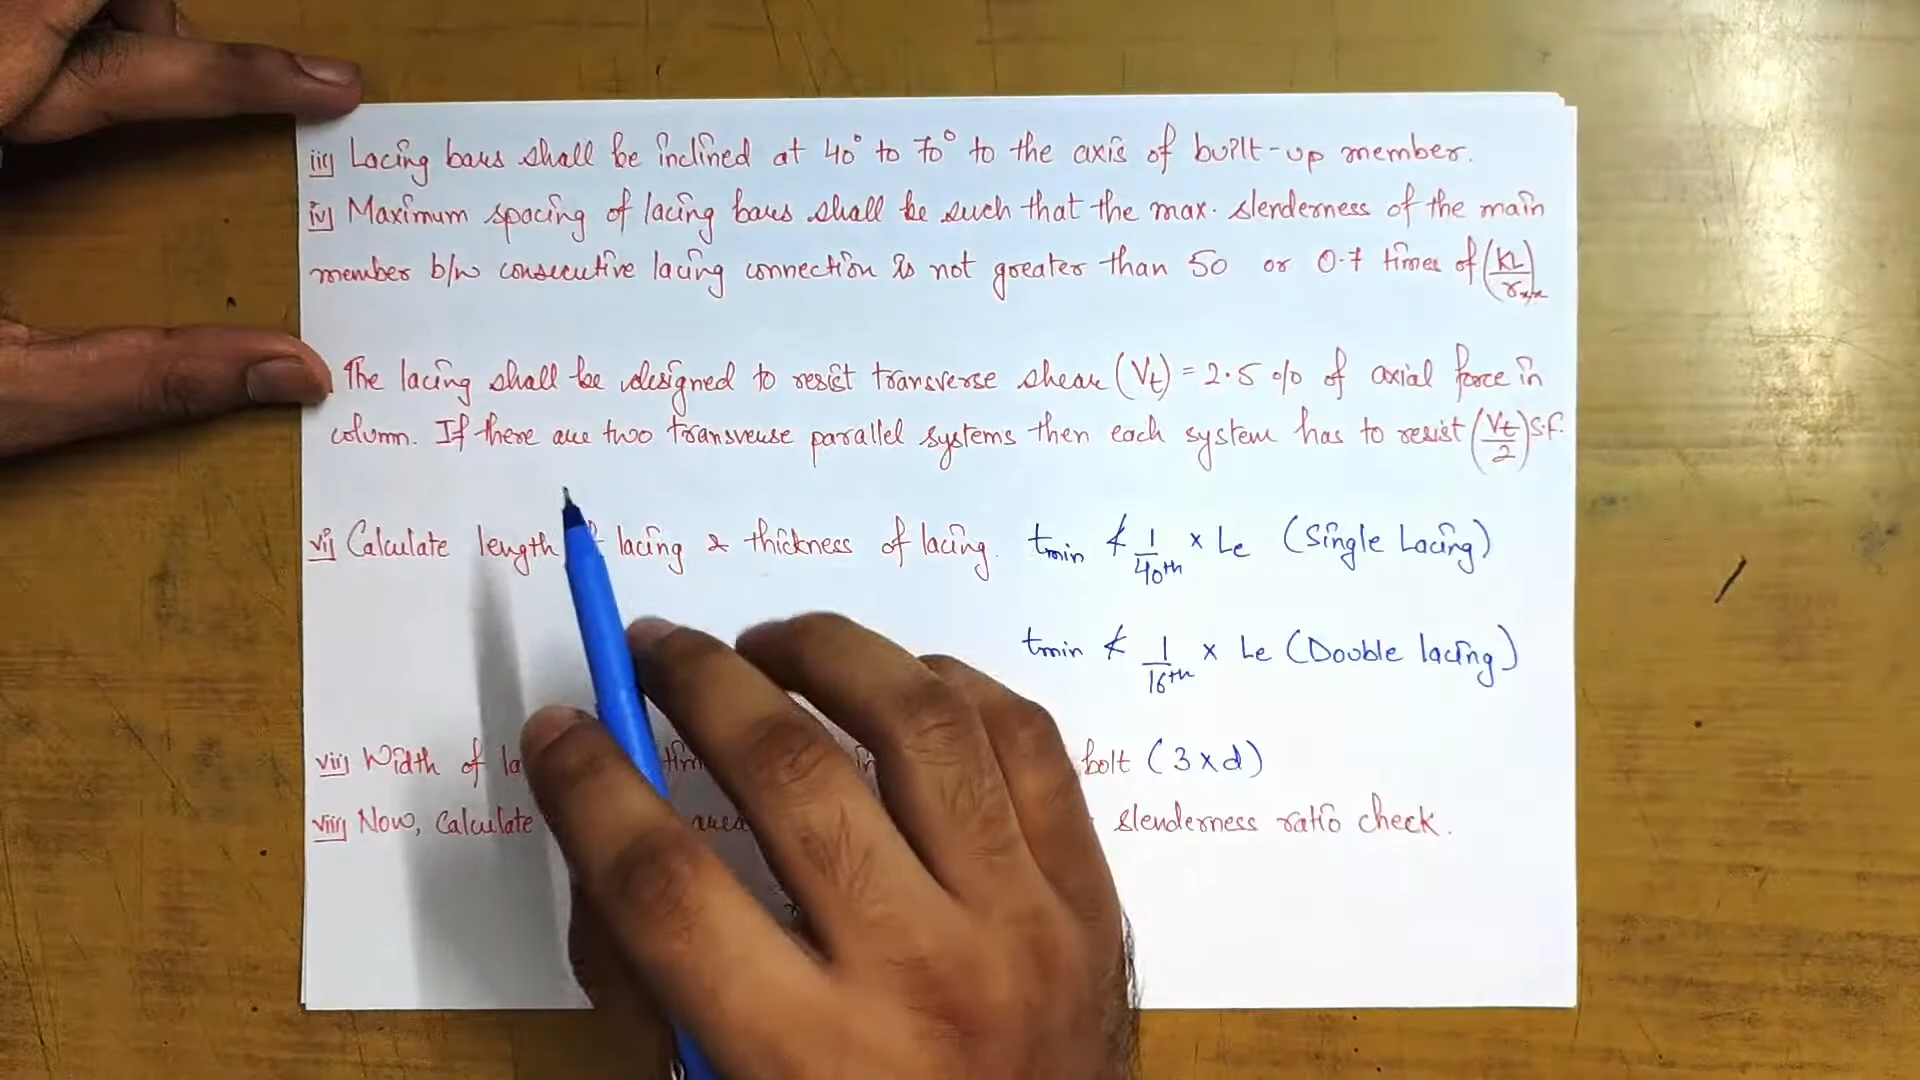 iii) Lacing bars shall be inclined at 40° to 70° to the axis of built-up member.
iv) Maximum spacing of lacing bars shall be such that the max. slenderness of the main
member b/w consecutive lacing connection is not greater than 50 or 0.7 times of (KL/rxx)
The lacing shall be designed to resist transverse shear (Vt) = 2.5 % of axial force in
column. If there are two transverse parallel systems then each system has to resist (Vt/2) S.F.
vi) Calculate length of lacing & thickness of lacing. tmin ≮ 1/40th × Le (Single Lacing)
tmin ≮ 1/16th × Le (Double lacing)
vii) Width of bolt (3xd)
viii) Now, Calculate area slenderness ratio check.